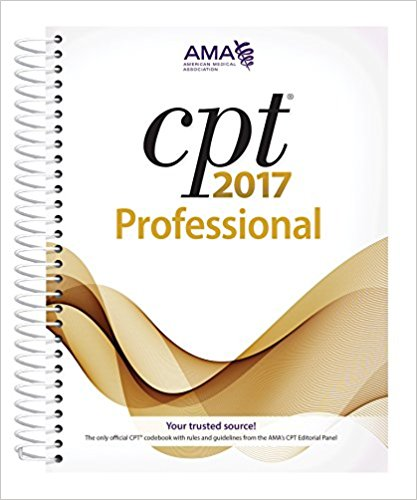 AMA
AMERICAN MEDICAL
ASSOCIATION
cpt®
2017
Professional
Your trusted source!
The only official CPT® codebook with rules and guidelines from the AMA's CPT Editorial Panel